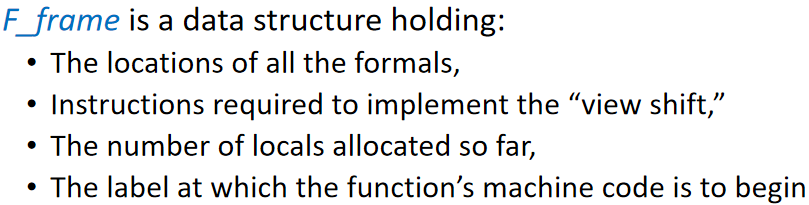 F_frame is a data structure holding:
• The locations of all the formals,
• Instructions required to implement the “view shift,”
• The number of locals allocated so far,
• The label at which the function’s machine code is to begin